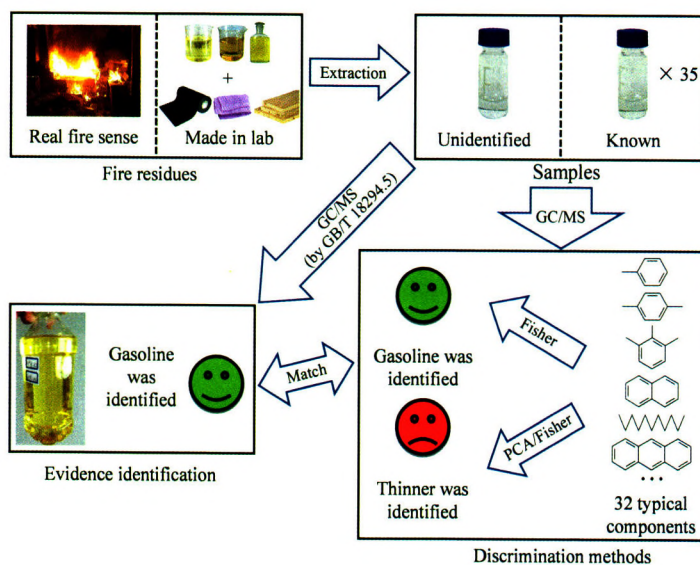 Real fire sense
+
Made in lab
Fire residues
Extraction
× 35
Unidentified
Known
Samples
GC/MS
(by GB/T 18294.5)
GC/MS
Gasoline
was
identified
Evidence identification
Match
Gasoline was
identified
Fisher
PCA/Fisher
Thinner was
identified
• • •
32 typical
components
Discrimination methods